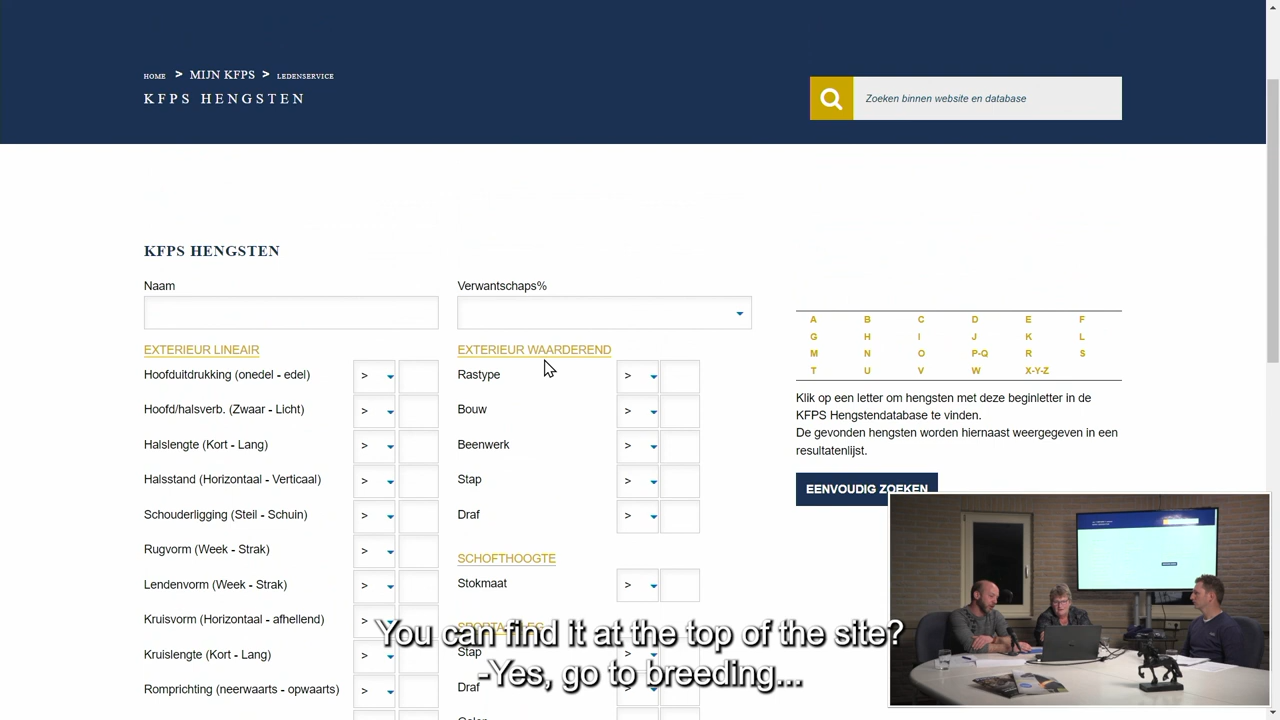 HOME > MIJN KFPS > LEDENSERVICE
KFPS HENGSTEN
Zoeken binnen website en database
KFPS HENGSTEN
Naam
Verwantschaps%
EXTERIEUR LINEAIR
Hoofduitdrukking (onedel - edel) >
Hoofd/halsverb. (Zwaar - Licht) >
Halslengte (Kort - Lang) >
Halsstand (Horizontaal - Verticaal) >
Schouderligging (Steil - Schuin) >
Rugvorm (Week - Strak) >
Lendenvorm (Week - Strak) >
Kruisvorm (Horizontaal - afhellend) >
Kruislengte (Kort - Lang) >
Romprichting (neerwaarts - opwaarts) >
EXTERIEUR WAARDEREND
Rastype >
Bouw >
Beenwerk >
Stap >
Draf >
SCHOFTHOOGTE
Stokmaat >
Stap >
Draf >
A B C D E F
G H I J K L
M N O P-Q R S
T U V W X-Y-Z
Klik op een letter om hengsten met deze beginletter in de
KFPS Hengstendatabase te vinden.
De gevonden hengsten worden hiernaast weergegeven in een
resultatenlijst.
EENVOUDIG ZOEKEN
You can find it at the top of the site?
-Yes, go to breeding...